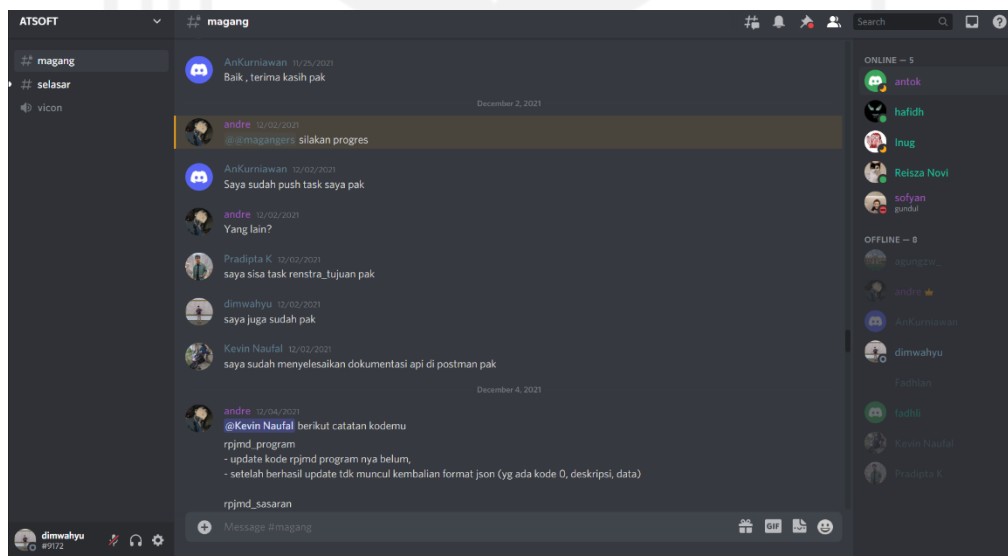 ATSOFT
magang
selasar
vicon
dimwahyu
#9172
magang
Search
AnKurniawan 11/25/2021
Baik , terima kasih pak
December 2, 2021
andre 12/02/2021
@@magangers silakan progres
AnKurniawan 12/02/2021
Saya sudah push task saya pak
andre 12/02/2021
Yang lain?
Pradipta K 12/02/2021
saya sisa task renstra_tujuan pak
dimwahyu 12/02/2021
saya juga sudah pak
Kevin Naufal 12/02/2021
saya sudah menyelesaikan dokumentasi api di postman pak
December 4, 2021
andre 12/04/2021
@Kevin Naufal berikut catatan kodemu
rpjmd_program
- update kode rpjmd program nya belum,
- setelah berhasil update tdk muncul kembalian format json (yg ada kode 0, deskripsi, data)
rpjmd_sasaran
Message #magang
GIF
ONLINE — 5
antok
hafidh
Inug
Reisza Novi
sofyan
gundul
OFFLINE — 8
agungzw_
andre
AnKurniawan
dimwahyu
Fadhlan
fadhli
Kevin Naufal
Pradipta K